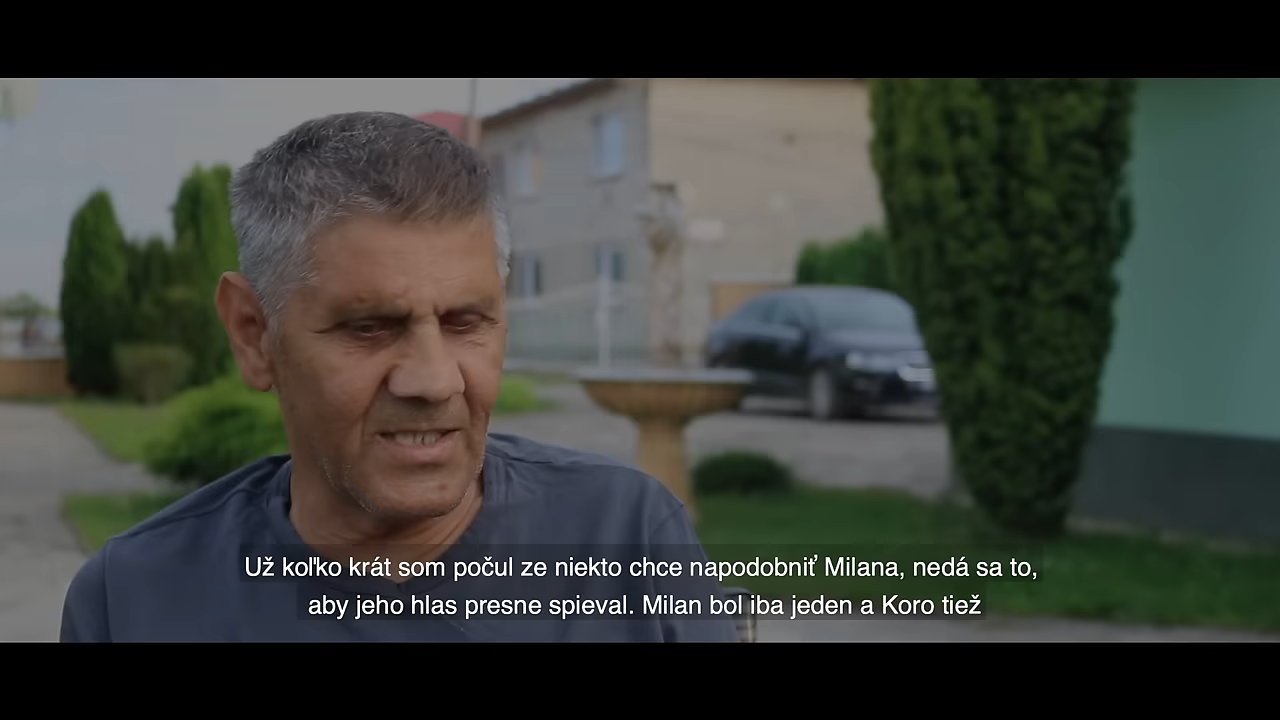 Už koľko krát som počul ze niekto chce napodobniť Milana, nedá sa to,
aby jeho hlas presne spieval. Milan bol iba jeden a Koro tiež